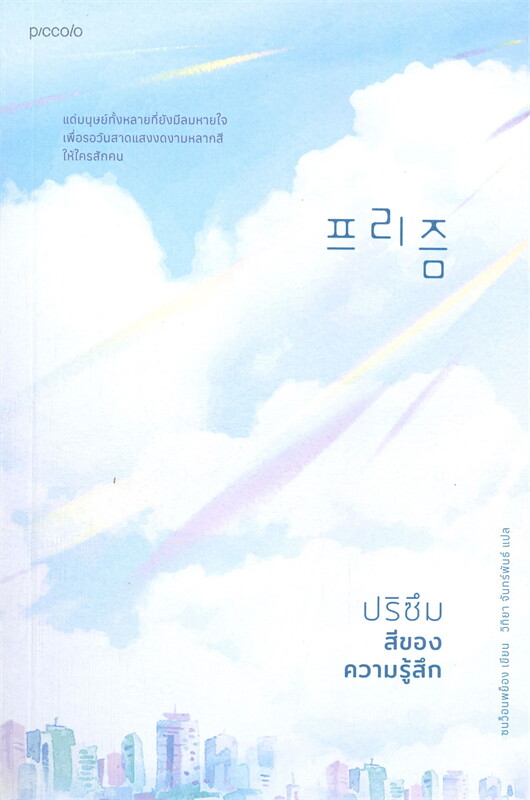 piccolo
แด่มนุษย์ทั้งหลายที่ยังมีลมหายใจ
เพื่อรอวันสาดแสงงดงามหลากสี
ให้ใครสักคน
프리즘
ปริซึม
สีของ
ความรู้สึก
ซนว็อนพย็อง เขียน วิทิยา จันทร์พันธ์ แปล